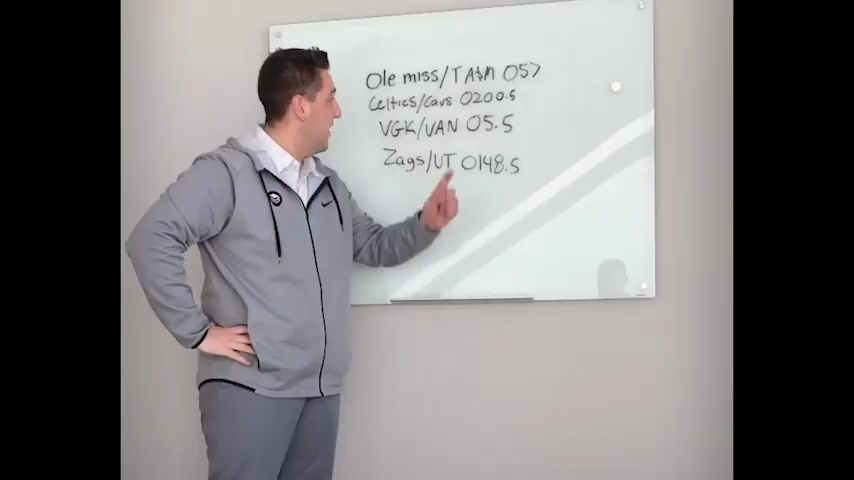 Ole miss/TA&M O57
Celtics/Cavs O200.5
VGK/VAN O5.5
Zags/UT O148.5